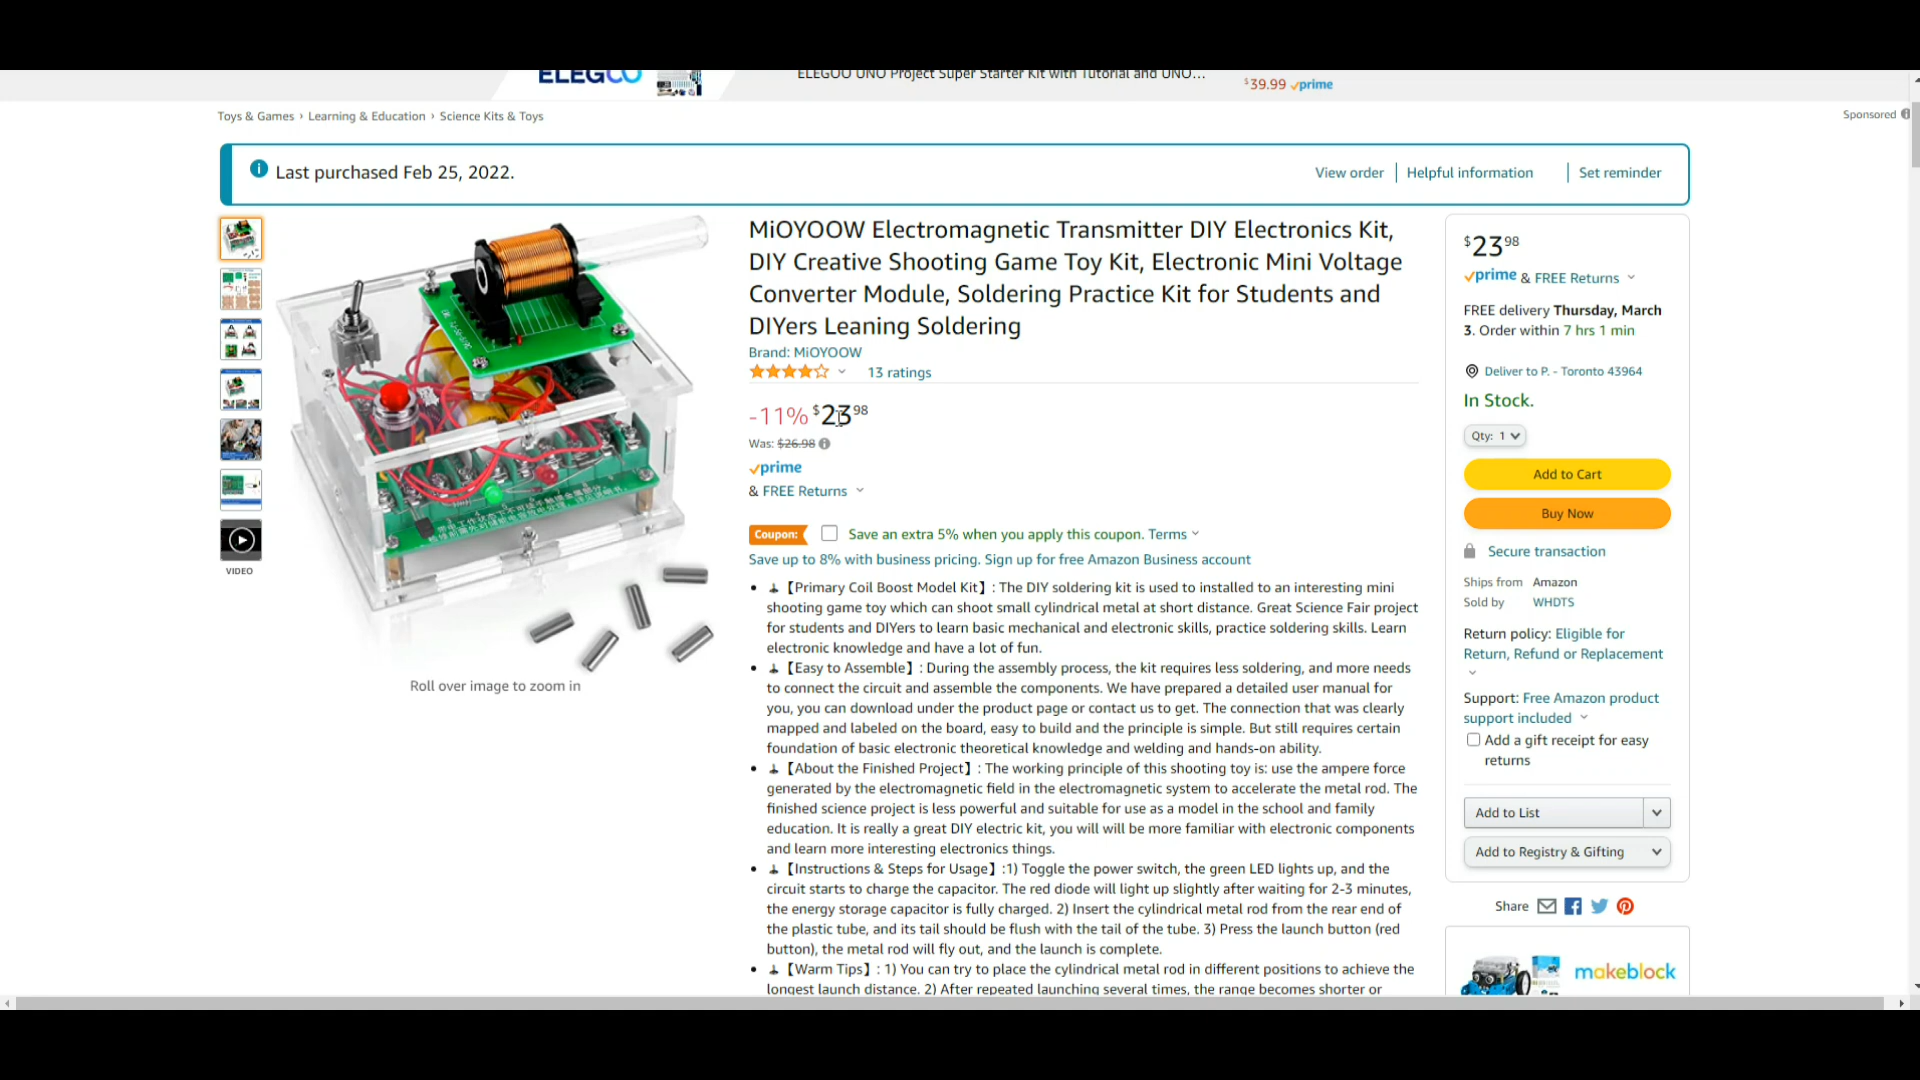 ELEGOO UNO Project Super Starter Kit with Tutorial and UNO...
$39.99 prime
Toys & Games › Learning & Education › Science Kits & Toys
Sponsored
Last purchased Feb 25, 2022.
View order
Helpful information
Set reminder
VIDEO
Roll over image to zoom in
MiOYOOW Electromagnetic Transmitter DIY Electronics Kit,
DIY Creative Shooting Game Toy Kit, Electronic Mini Voltage
Converter Module, Soldering Practice Kit for Students and
DIYers Leaning Soldering
Brand: MiOYOOW
13 ratings
-11% $23 98
Was: $26.98
prime
& FREE Returns
Coupon: Save an extra 5% when you apply this coupon. Terms
Save up to 8% with business pricing. Sign up for free Amazon Business account
【Primary Coil Boost Model Kit】: The DIY soldering kit is used to installed to an interesting mini
shooting game toy which can shoot small cylindrical metal at short distance. Great Science Fair project
for students and DIYers to learn basic mechanical and electronic skills, practice soldering skills. Learn
electronic knowledge and have a lot of fun.
【Easy to Assemble】: During the assembly process, the kit requires less soldering, and more needs
to connect the circuit and assemble the components. We have prepared a detailed user manual for
you, you can download under the product page or contact us to get. The connection that was clearly
mapped and labeled on the board, easy to build and the principle is simple. But still requires certain
foundation of basic electronic theoretical knowledge and welding and hands-on ability.
【About the Finished Project】: The working principle of this shooting toy is: use the ampere force
generated by the electromagnetic field in the electromagnetic system to accelerate the metal rod. The
finished science project is less powerful and suitable for use as a model in the school and family
education. It is really a great DIY electric kit, you will will be more familiar with electronic components
and learn more interesting electronics things.
【Instructions & Steps for Usage】:1) Toggle the power switch, the green LED lights up, and the
circuit starts to charge the capacitor. The red diode will light up slightly after waiting for 2-3 minutes,
the energy storage capacitor is fully charged. 2) Insert the cylindrical metal rod from the rear end of
the plastic tube, and its tail should be flush with the tail of the tube. 3) Press the launch button (red
button), the metal rod will fly out, and the launch is complete.
【Warm Tips】: 1) You can try to place the cylindrical metal rod in different positions to achieve the
longest launch distance. 2) After repeated launching several times, the range becomes shorter or
$23 98
prime & FREE Returns
FREE delivery Thursday, March
3. Order within 7 hrs 1 min
Deliver to P. - Toronto 43964
In Stock.
Qty: 1
Add to Cart
Buy Now
Secure transaction
Ships from Amazon
Sold by WHDTS
Return policy: Eligible for
Return, Refund or Replacement
Support: Free Amazon product
support included
Add a gift receipt for easy
returns
Add to List
Add to Registry & Gifting
Share
makeblock